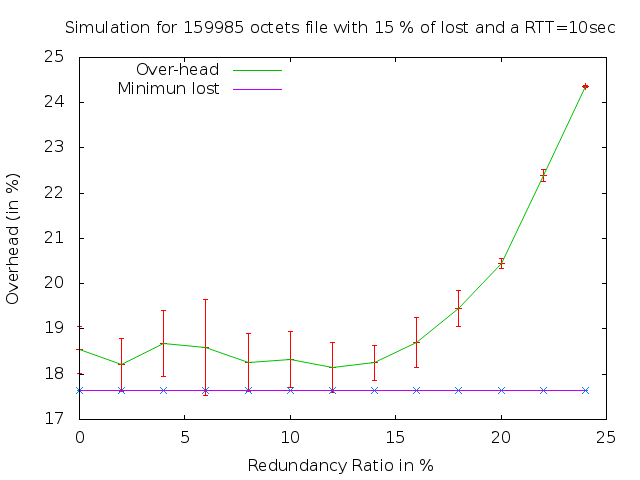 Simulation for 159985 octets file with 15 % of lost and a RTT=10sec
25
24
23
22
21
20
19
18
17
Over-head
Minimun lost
Overhead (in %)
0 5 10 15 20 25
Redundancy Ratio in %